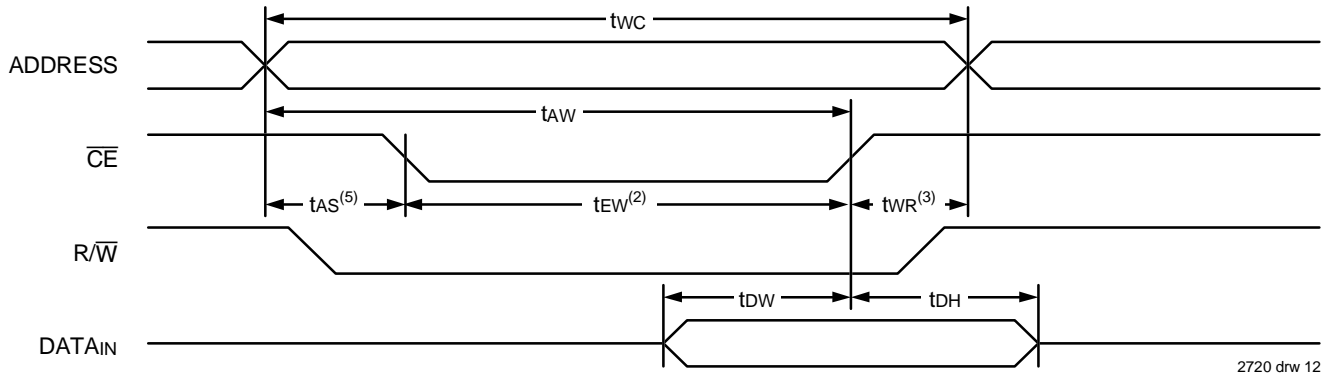 tWC
ADDRESS
tAW
CE
tAS(5) tEW(2) tWR(3)
R/W
tDW tDH
DATAIN
2720 drw 12